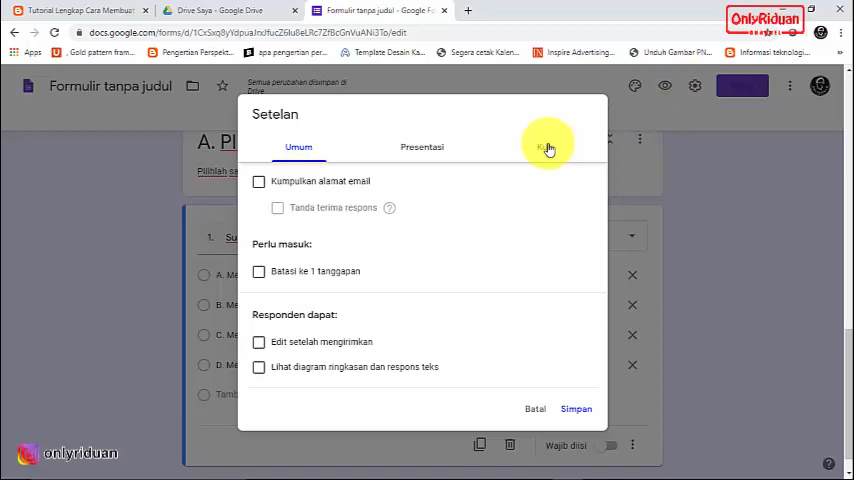 Tutorial Lengkap Cara Membuat
Drive Saya - Google Drive
Formulir tanpa judul - Google Fo
OnlyRiduan
docs.google.com/forms/d/1CxSxq8yYdpuaJnxfucZ6lu8eLRc7ZfBcGnVuANi3To/edit
Apps
,, Gold pattern fram...
Pengertian Perspekt...
apa pengertian per...
Template Desain Ka...
Segera cetak Kalen...
Inspire Advertising...
Unduh Gambar PN...
Informasi teknologi...
Formulir tanpa judul
Semua perubahan disimpan di
Drive
Setelan
Umum
Presentasi
A. Pi
Pilihlah sa
Kumpulkan alamat email
Tanda terima respons
Perlu masuk:
1.
Su
A. Me
Batasi ke 1 tanggapan
B. M
C. M
Responden dapat:
D. M
Edit setelah mengirimkan
Lihat diagram ringkasan dan respons teks
Tamb
Batal
Simpan
Wajib diisi
onlyriduan